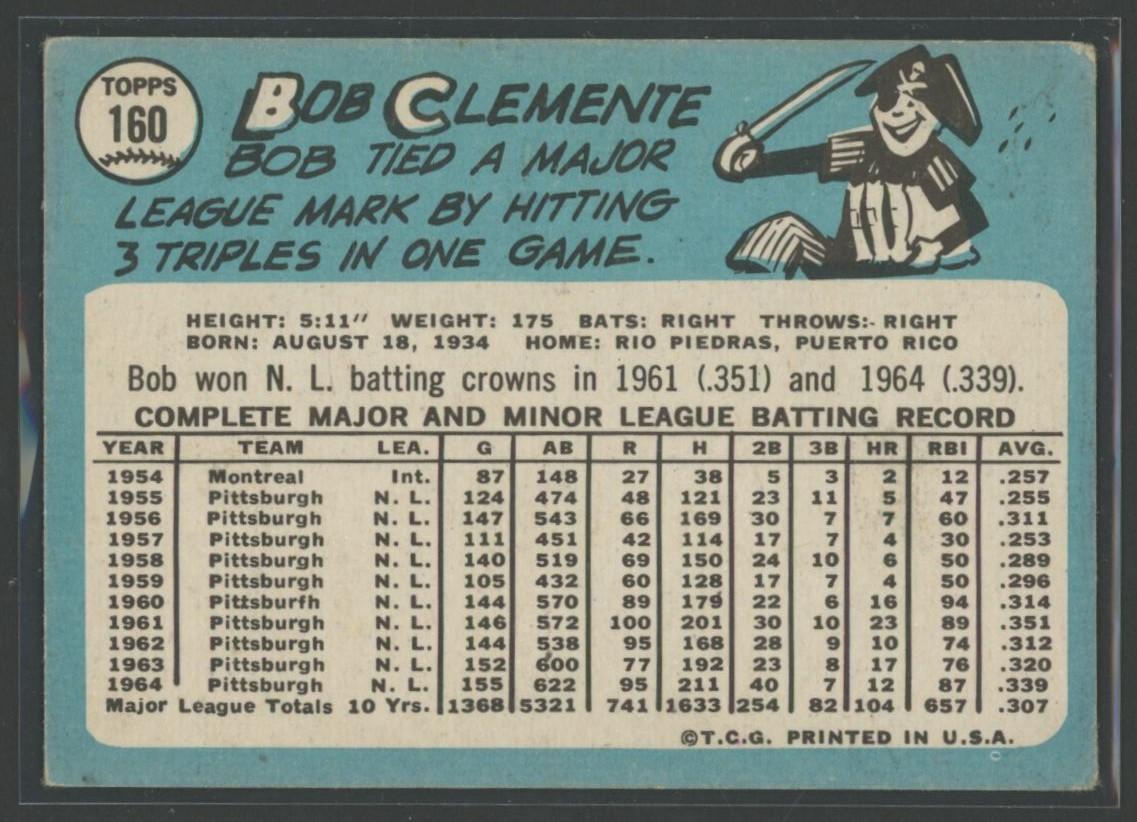 TOPPS
160
BOB CLEMENTE
BOB TIED A MAJOR
LEAGUE MARK BY HITTING
3 TRIPLES IN ONE GAME.
HEIGHT: 5:11" WEIGHT: 175 BATS: RIGHT THROWS:- RIGHT
BORN: AUGUST 18, 1934 HOME: RIO PIEDRAS, PUERTO RICO
Bob won N. L. batting crowns in 1961 (.351) and 1964 (.339).
COMPLETE MAJOR AND MINOR LEAGUE BATTING RECORD
YEAR TEAM LEA. G AB R H 2B 3B HR RBI AVG.
1954 Montreal Int. 87 148 27 38 5 3 2 12 .257
1955 Pittsburgh N. L. 124 474 48 121 23 11 5 47 .255
1956 Pittsburgh N. L. 147 543 66 169 30 7 7 60 .311
1957 Pittsburgh N. L. 111 451 42 114 17 7 4 30 .253
1958 Pittsburgh N. L. 140 519 69 150 24 10 6 50 .289
1959 Pittsburgh N. L. 105 432 60 128 17 7 4 50 .296
1960 Pittsburfh N. L. 144 570 89 179 22 6 16 94 .314
1961 Pittsburgh N. L. 146 572 100 201 30 10 23 89 .351
1962 Pittsburgh N. L. 144 538 95 168 28 9 10 74 .312
1963 Pittsburgh N. L. 152 600 77 192 23 8 17 76 .320
1964 Pittsburgh N. L. 155 622 95 211 40 7 12 87 .339
Major League Totals 10 Yrs. 1368 5321 741 1633 254 82 104 657 .307
©T.C.G. PRINTED IN U.S.A.